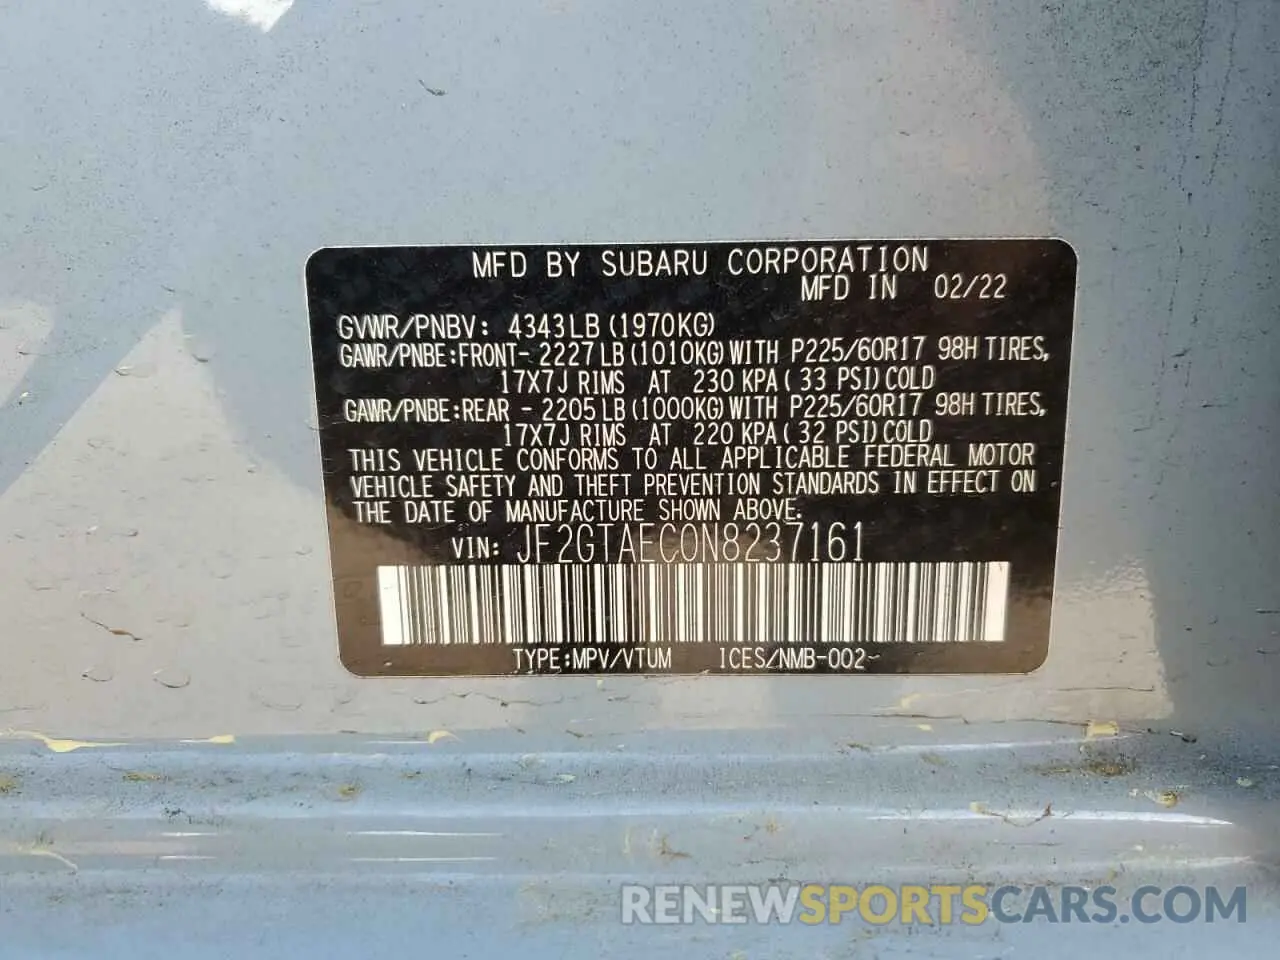 MFD BY SUBARU CORPORATION
MFD IN 02/22
GVWR/PNBV: 4343LB (1970KG)
GAWR/PNBE:FRONT- 2227LB (1010KG) WITH P225/60R17 98H TIRES,
17X7J RIMS AT 230 KPA( 33 PSI) COLD
GAWR/PNBE:REAR - 2205LB (1000KG) WITH P225/60R17 98H TIRES,
17X7J RIMS AT 220 KPA( 32 PSI) COLD
THIS VEHICLE CONFORMS TO ALL APPLICABLE FEDERAL MOTOR
VEHICLE SAFETY AND THEFT PREVENTION STANDARDS IN EFFECT ON
THE DATE OF MANUFACTURE SHOWN ABOVE.
VIN: JF2GTAEC0N8237161
TYPE:MPV/VTUM ICES/NMB-002
RENEWSPORTSCARS.COM